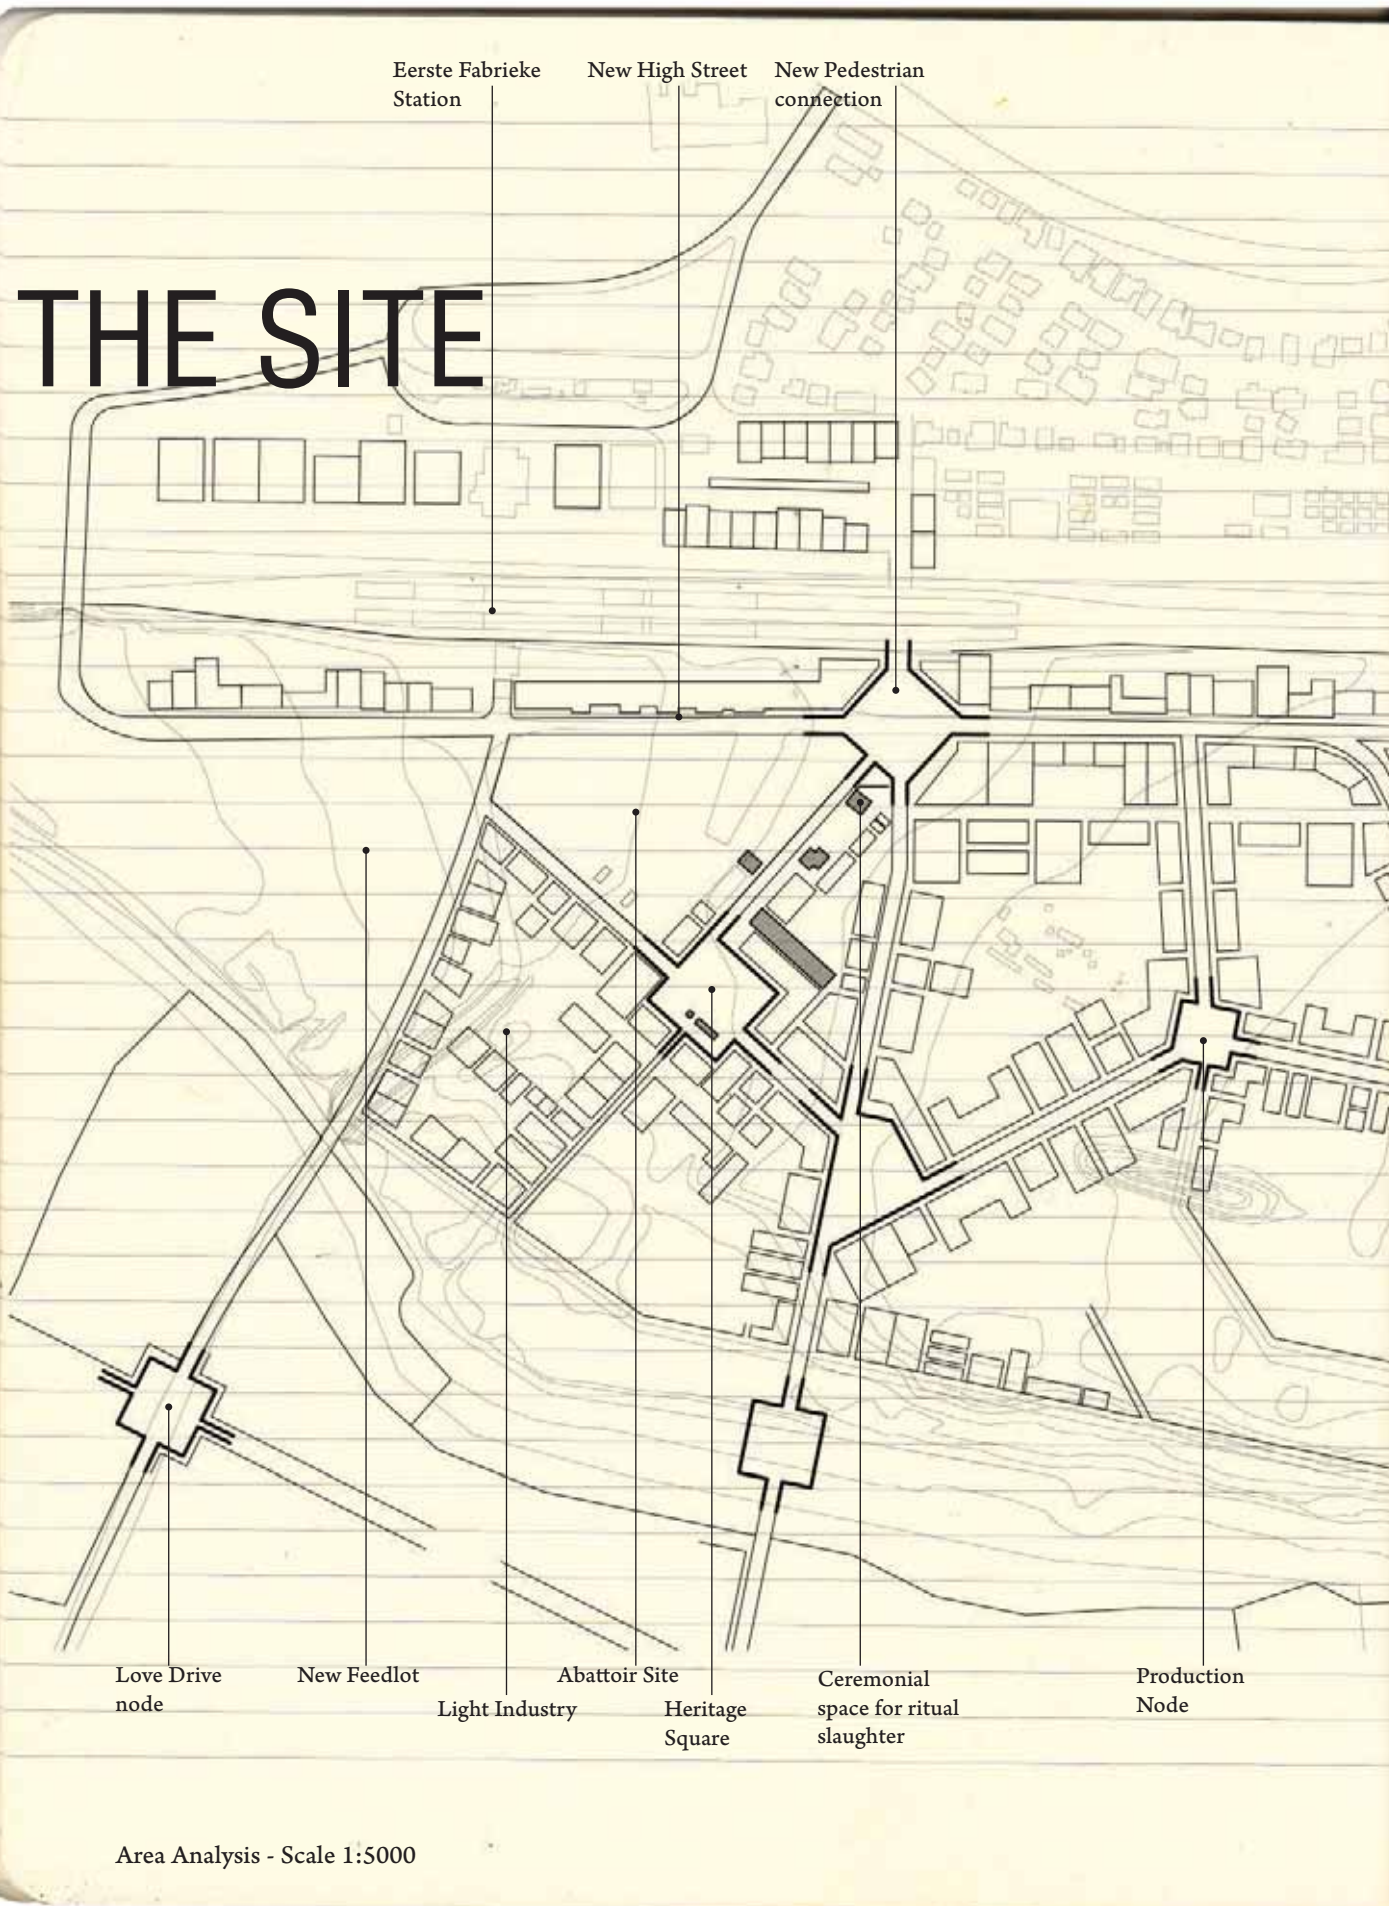 Eerste Fabrieke
Station
New High Street
New Pedestrian
connection
THE SITE
Love Drive
node
New Feedlot
Light Industry
Abattoir Site
Heritage
Square
Ceremonial
space for ritual
slaughter
Production
Node
Area Analysis - Scale 1:5000